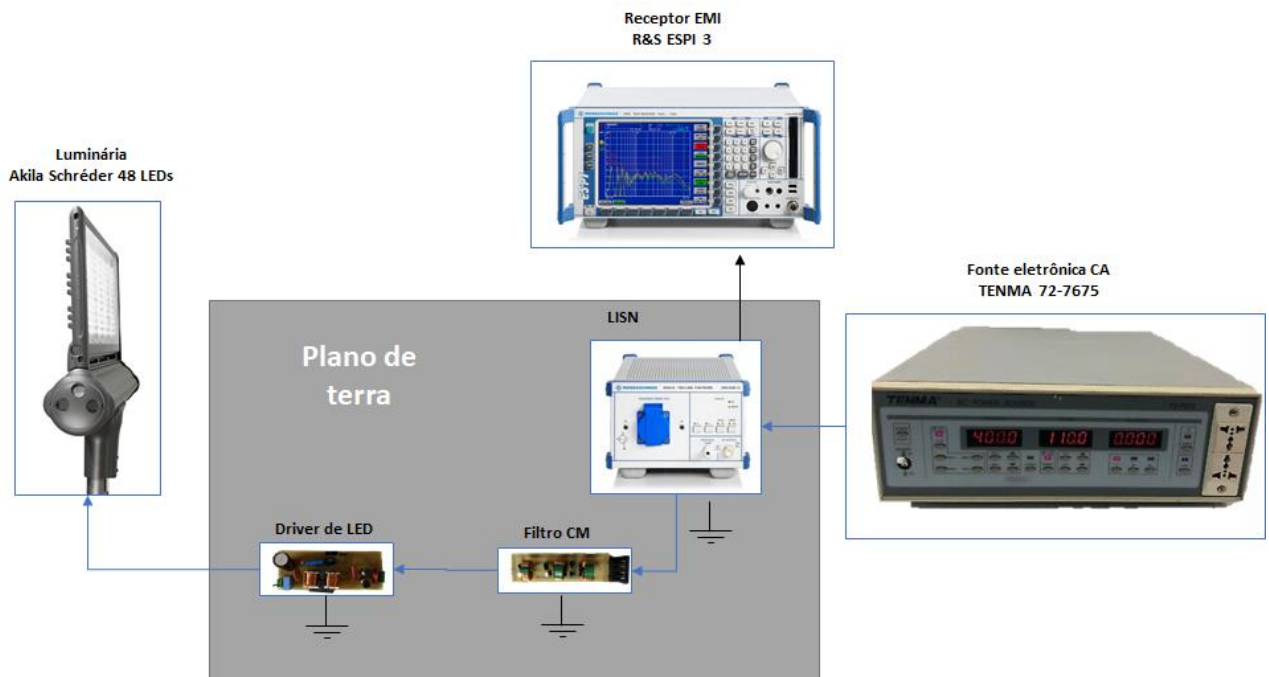 Receptor EMI
R&S ESPI 3
ESPI
Luminária
Akila Schréder 48 LEDs
Fonte eletrônica CA
TENMA 72-7675
LISN
Plano de
terra
TENMA
400.0 110.0 0.000
Driver de LED
Filtro CM